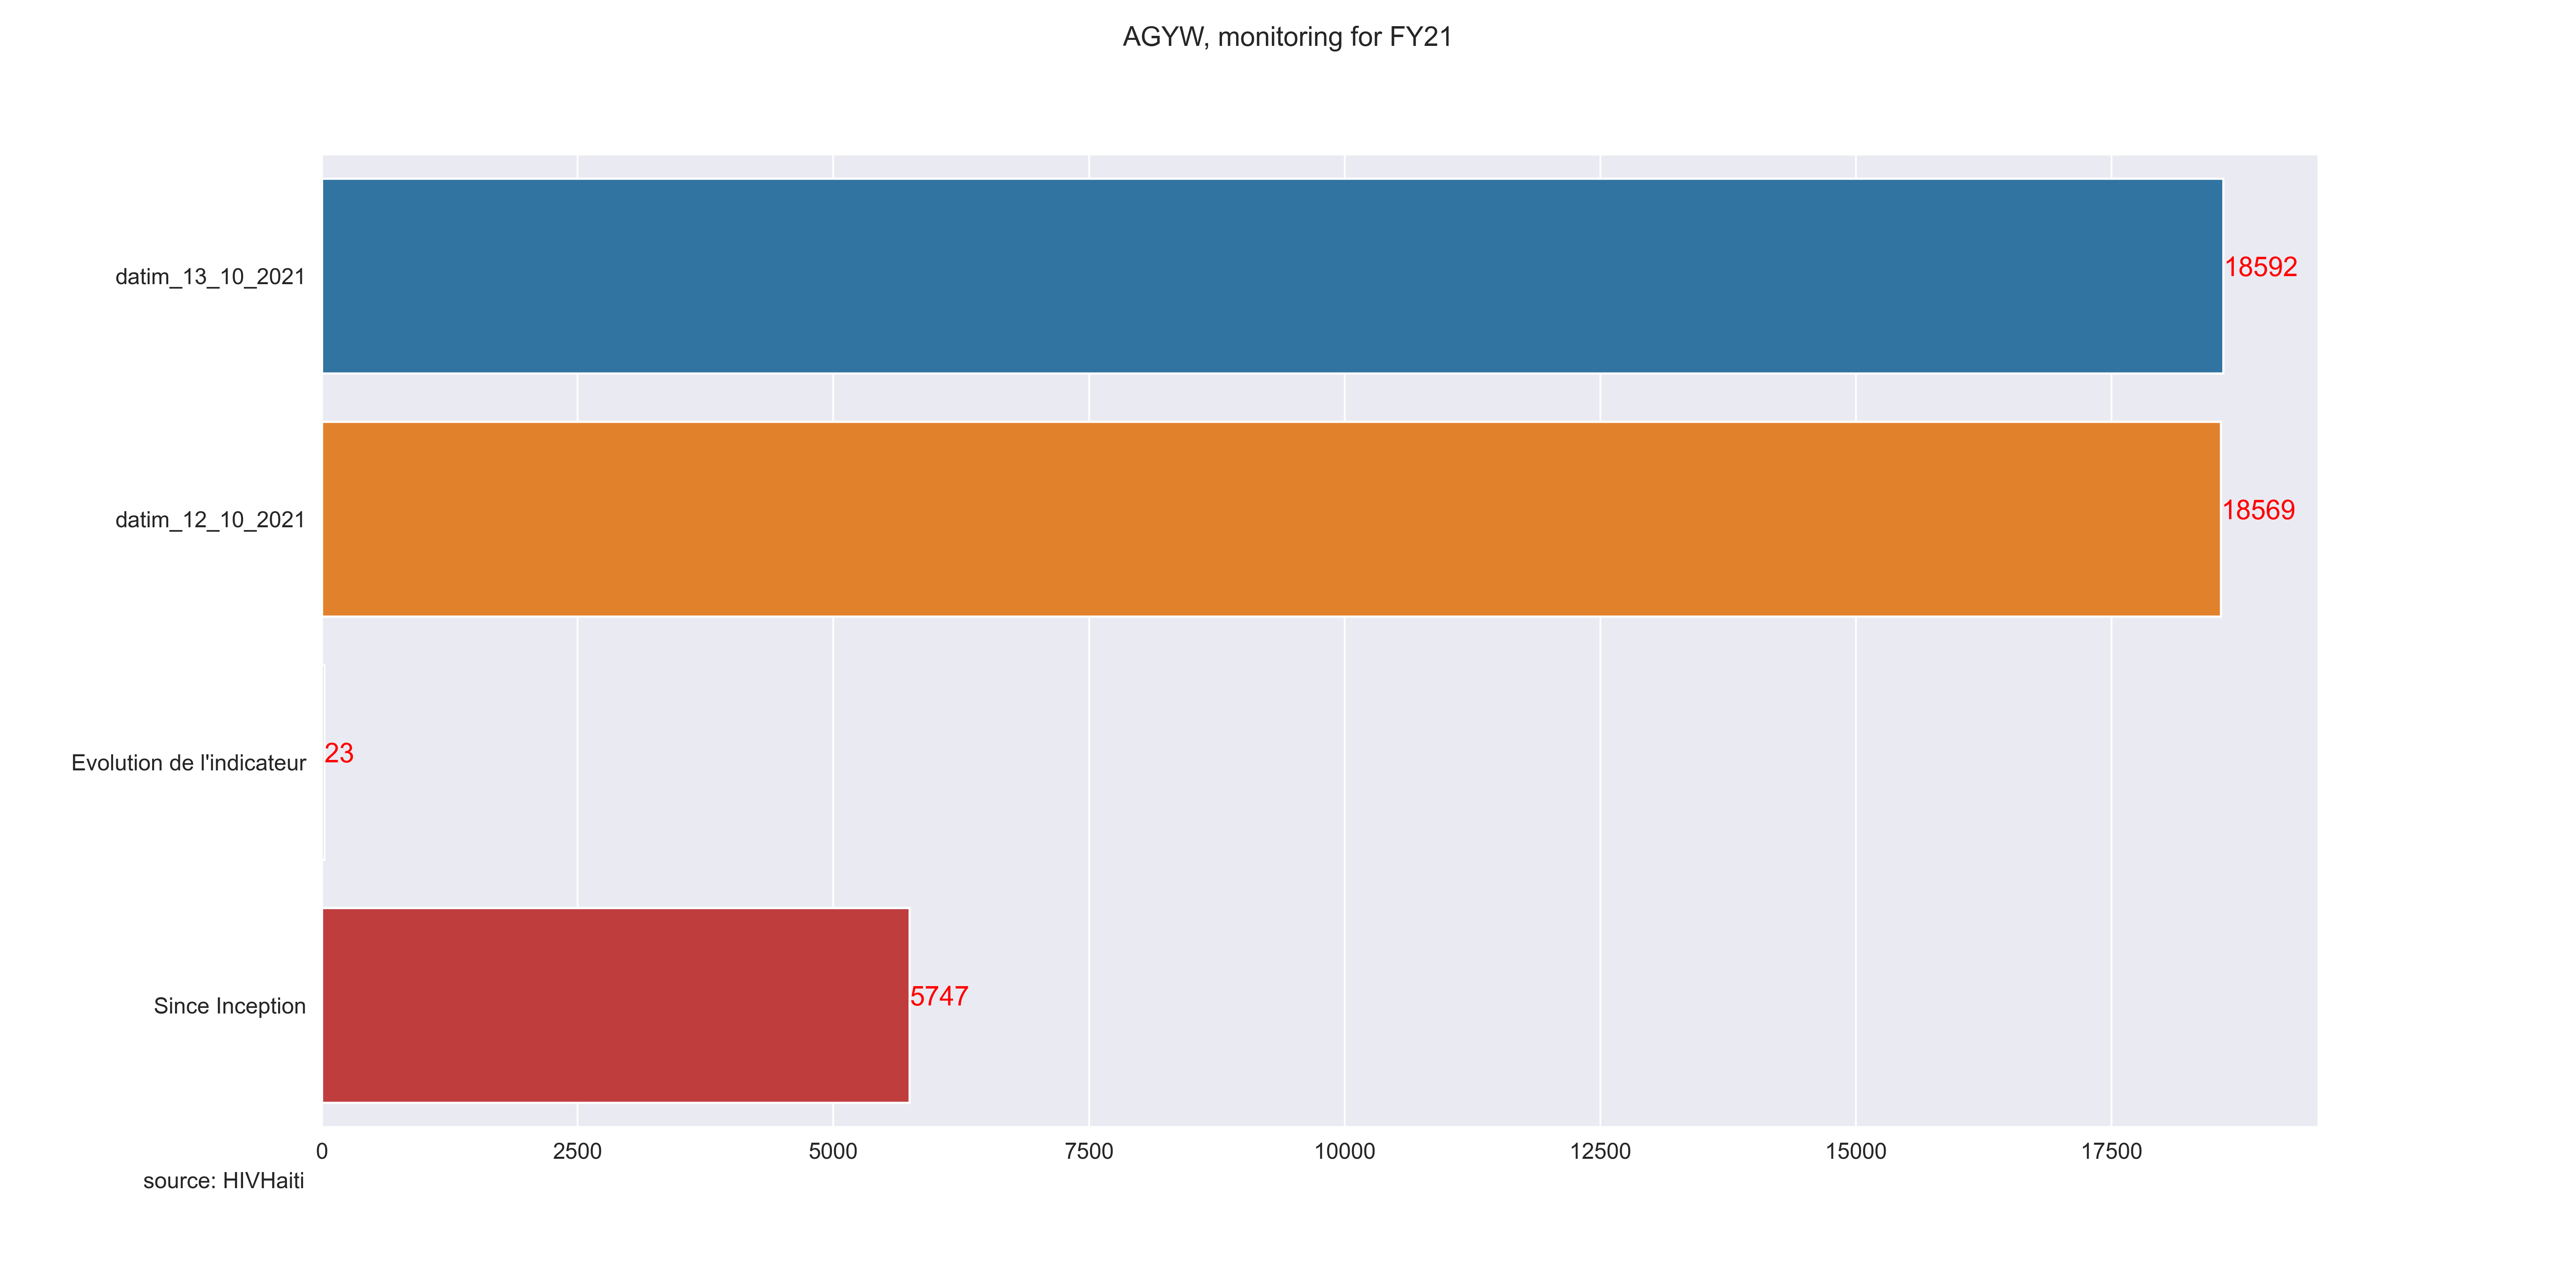 AGYW, monitoring for FY21
datim_13_10_2021
18592
datim_12_10_2021
18569
Evolution de l'indicateur
23
Since Inception
5747
0 2500 5000 7500 10000 12500 15000 17500
source: HIVHaiti